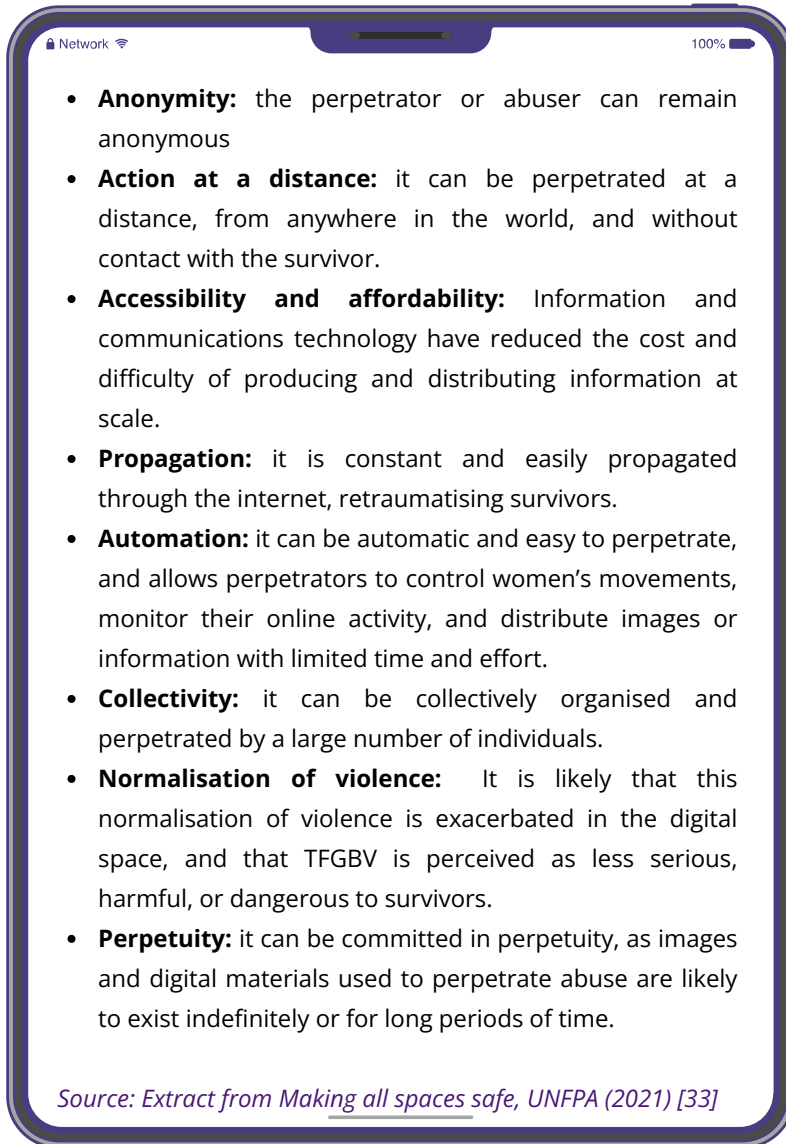 Network 100%
• Anonymity: the perpetrator or abuser can remain
anonymous
• Action at a distance: it can be perpetrated at a
distance, from anywhere in the world, and without
contact with the survivor.
• Accessibility and affordability: Information and
communications technology have reduced the cost and
difficulty of producing and distributing information at
scale.
• Propagation: it is constant and easily propagated
through the internet, retraumatising survivors.
• Automation: it can be automatic and easy to perpetrate,
and allows perpetrators to control women’s movements,
monitor their online activity, and distribute images or
information with limited time and effort.
• Collectivity: it can be collectively organised and
perpetrated by a large number of individuals.
• Normalisation of violence: It is likely that this
normalisation of violence is exacerbated in the digital
space, and that TFGBV is perceived as less serious,
harmful, or dangerous to survivors.
• Perpetuity: it can be committed in perpetuity, as images
and digital materials used to perpetrate abuse are likely
to exist indefinitely or for long periods of time.
Source: Extract from Making all spaces safe, UNFPA (2021) [33]